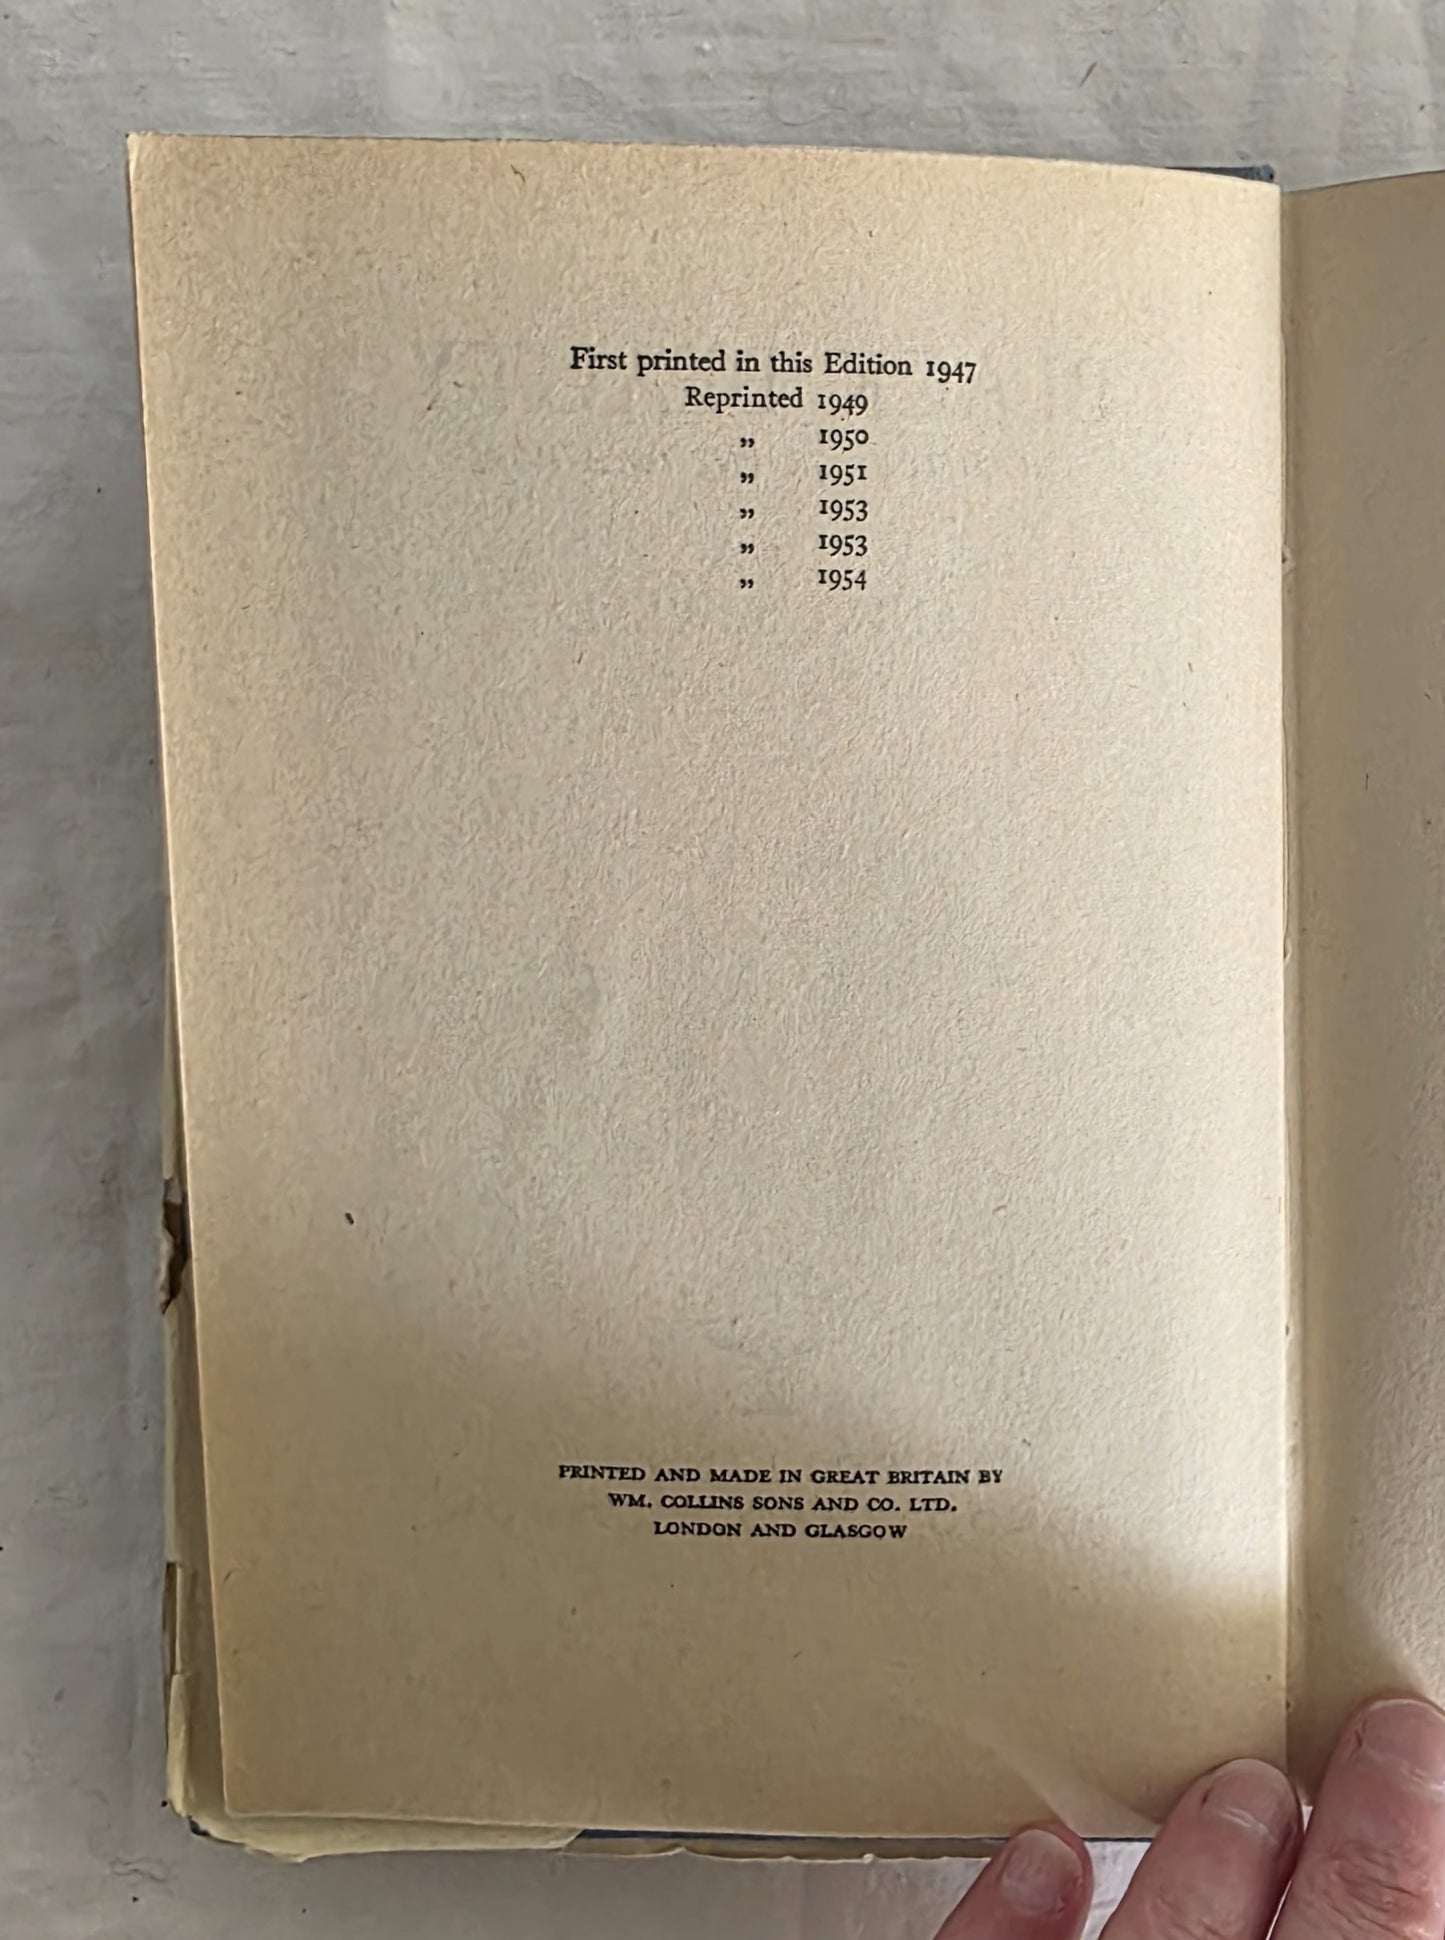 First printed in this Edition 1947
Reprinted 1949
„ 1950
„ 1951
„ 1953
„ 1953
„ 1954
PRINTED AND MADE IN GREAT BRITAIN BY
WM. COLLINS SONS AND CO. LTD.
LONDON AND GLASGOW